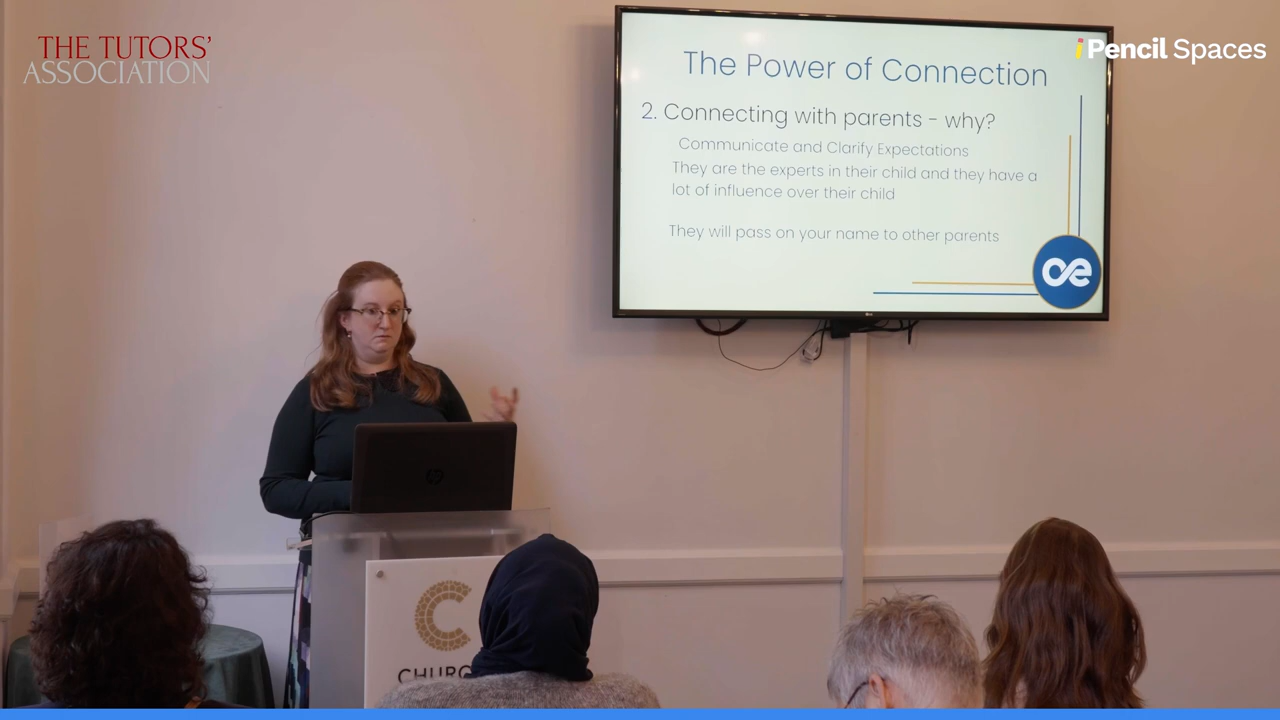 THE TUTORS'
ASSOCIATION
Pencil Spaces
The Power of Connection
2. Connecting with parents - why?
Communicate and Clarify Expectations
They are the experts in their child and they have a
lot of influence over their child
They will pass on your name to other parents
hp
LG